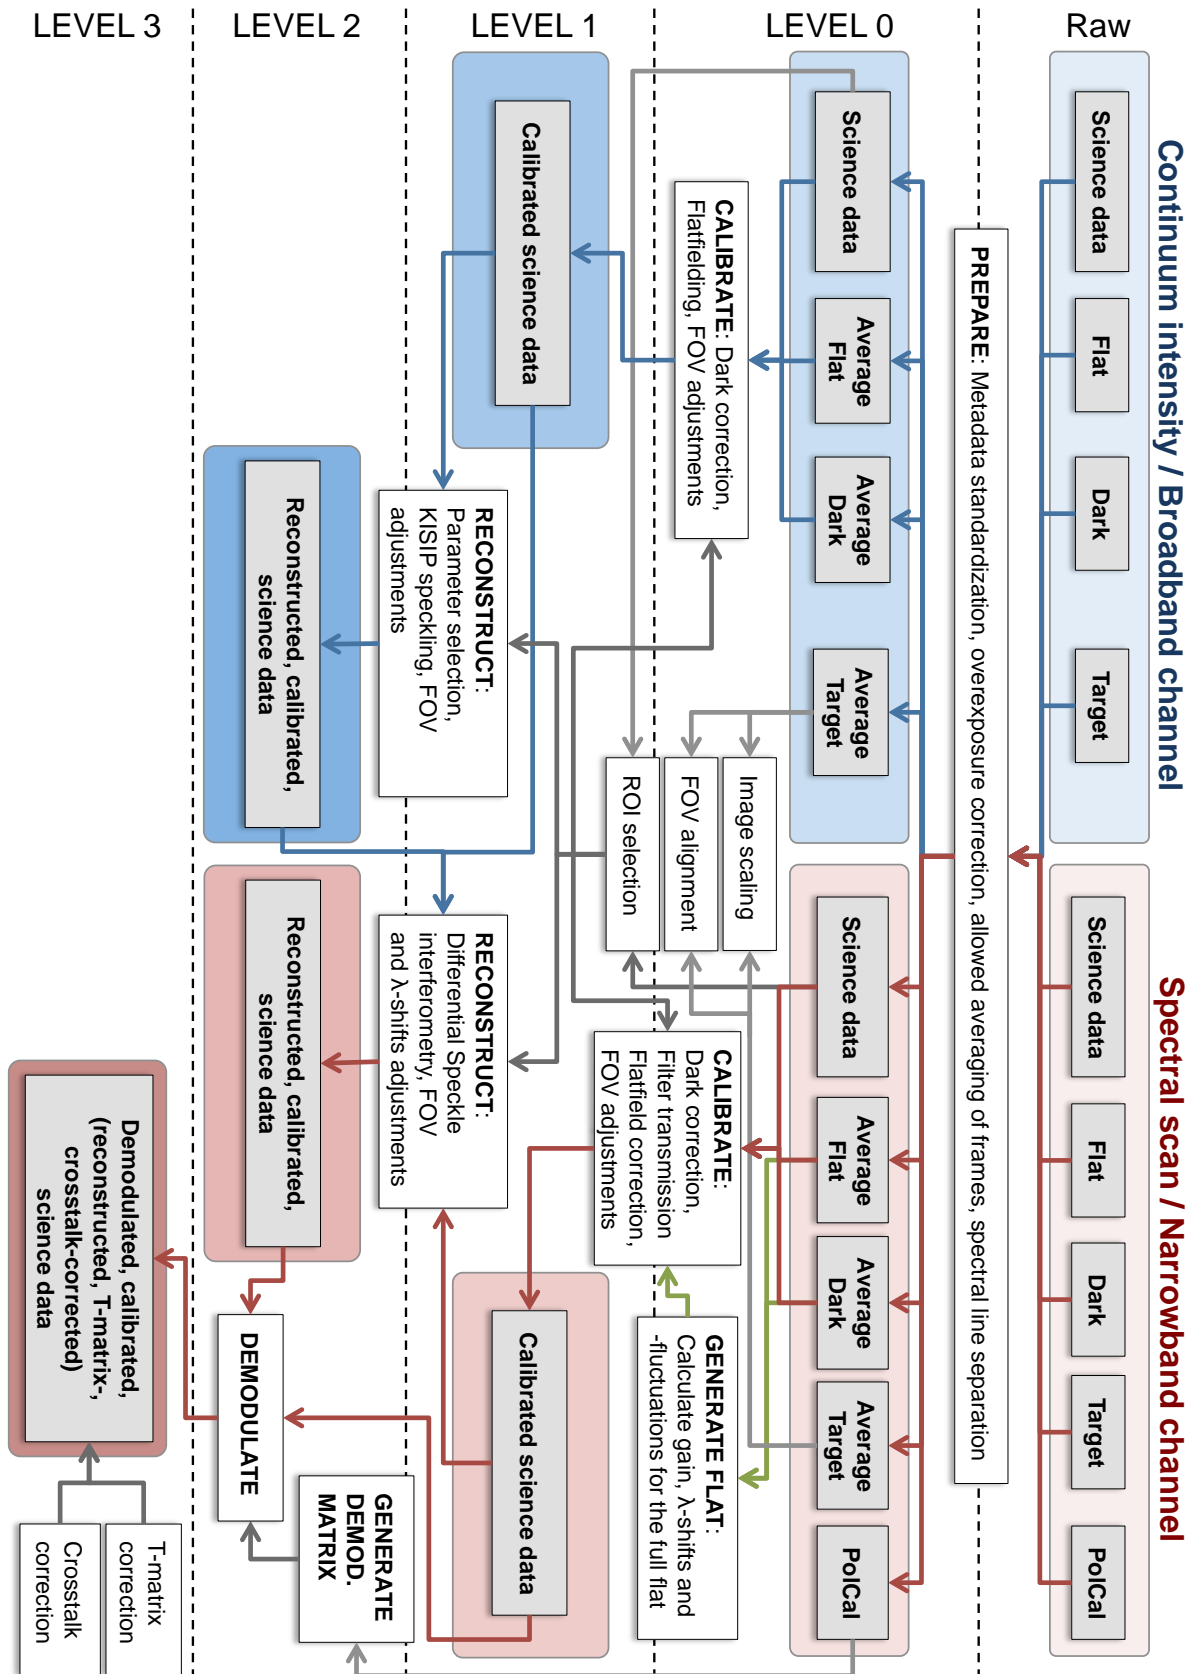 Continuum intensity / Broadband channel
Spectral scan / Narrowband channel
Raw
Science data
Flat
Dark
Target
Science data
Flat
Dark
Target
PolCal
PREPARE: Metadata standardization, overexposure correction, allowed averaging of frames, spectral line separation
LEVEL 0
Science data
Average
Flat
Average
Dark
Average
Target
Science data
Average
Flat
Average
Dark
Average
Target
PolCal
Image scaling
FOV alignment
ROI selection
CALIBRATE: Dark correction,
Flatfielding, FOV adjustments
CALIBRATE:
Dark correction,
Filter transmission
Flatfield correction,
FOV adjustments
GENERATE FLAT:
Calculate gain, λ-shifts and
-fluctuations for the full flat
LEVEL 1
Calibrated science data
Calibrated science data
RECONSTRUCT:
Parameter selection,
KISIP speckling, FOV
adjustments
RECONSTRUCT:
Differential Speckle
interferometry, FOV
and λ-shifts adjustments
GENERATE
DEMOD.
MATRIX
LEVEL 2
Reconstructed, calibrated,
science data
Reconstructed, calibrated,
science data
DEMODULATE
LEVEL 3
Demodulated, calibrated,
(reconstructed, T-matrix-,
crosstalk-corrected)
science data
T-matrix
correction
Crosstalk
correction